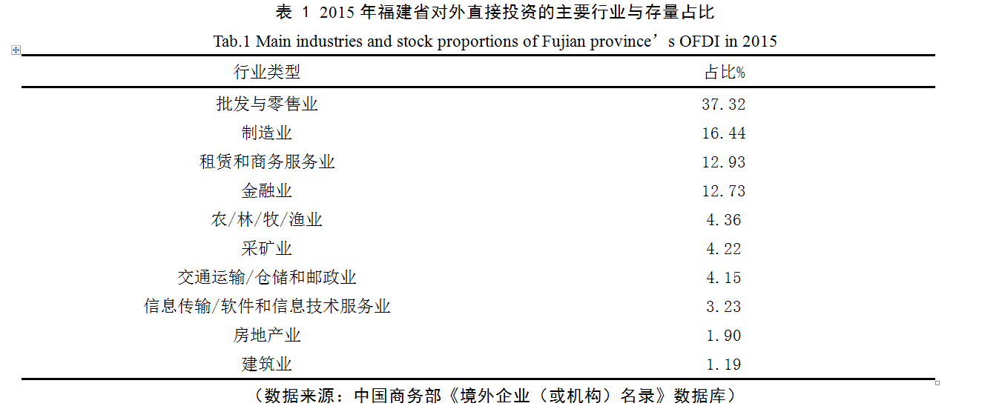 表 1 2015 年福建省对外直接投资的主要行业与存量占比
Tab.1 Main industries and stock proportions of Fujian province’s OFDI in 2015
行业类型 占比%
批发与零售业 37.32
制造业 16.44
租赁和商务服务业 12.93
金融业 12.73
农/林/牧/渔业 4.36
采矿业 4.22
交通运输/仓储和邮政业 4.15
信息传输/软件和信息技术服务业 3.23
房地产业 1.90
建筑业 1.19
（数据来源：中国商务部《境外企业（或机构）名录》数据库）